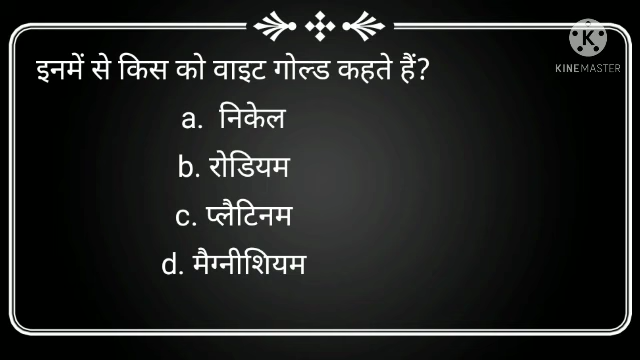 इनमें से किस को वाइट गोल्ड कहते हैं?
a. निकेल
b. रोडियम
c. प्लैटिनम
d. मैग्नीशियम
K
KINEMASTER